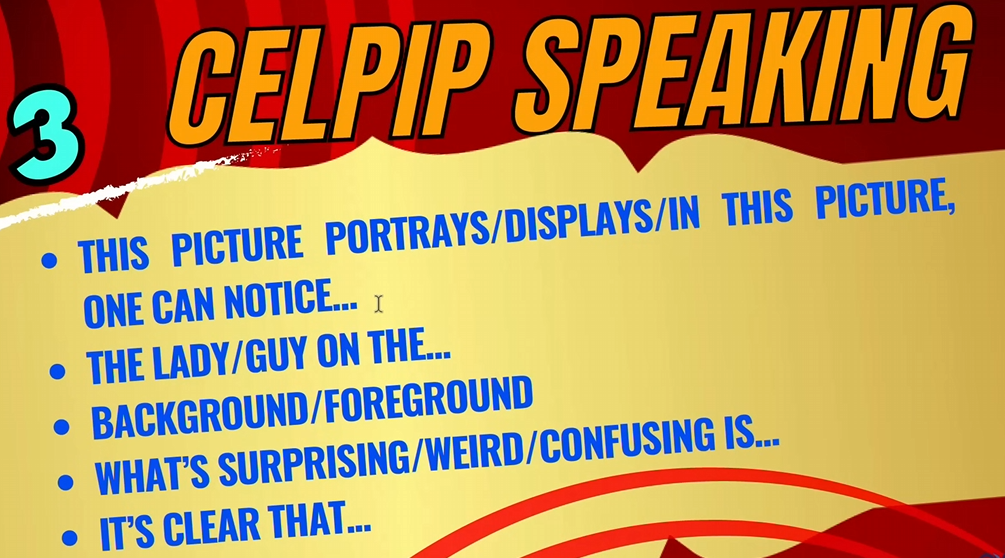 CELPIP SPEAKING
3
• THIS PICTURE PORTRAYS/DISPLAYS/IN THIS PICTURE,
ONE CAN NOTICE...
• THE LADY/GUY ON THE...
• BACKGROUND/FOREGROUND
• WHAT'S SURPRISING/WEIRD/CONFUSING IS...
• IT'S CLEAR THAT...